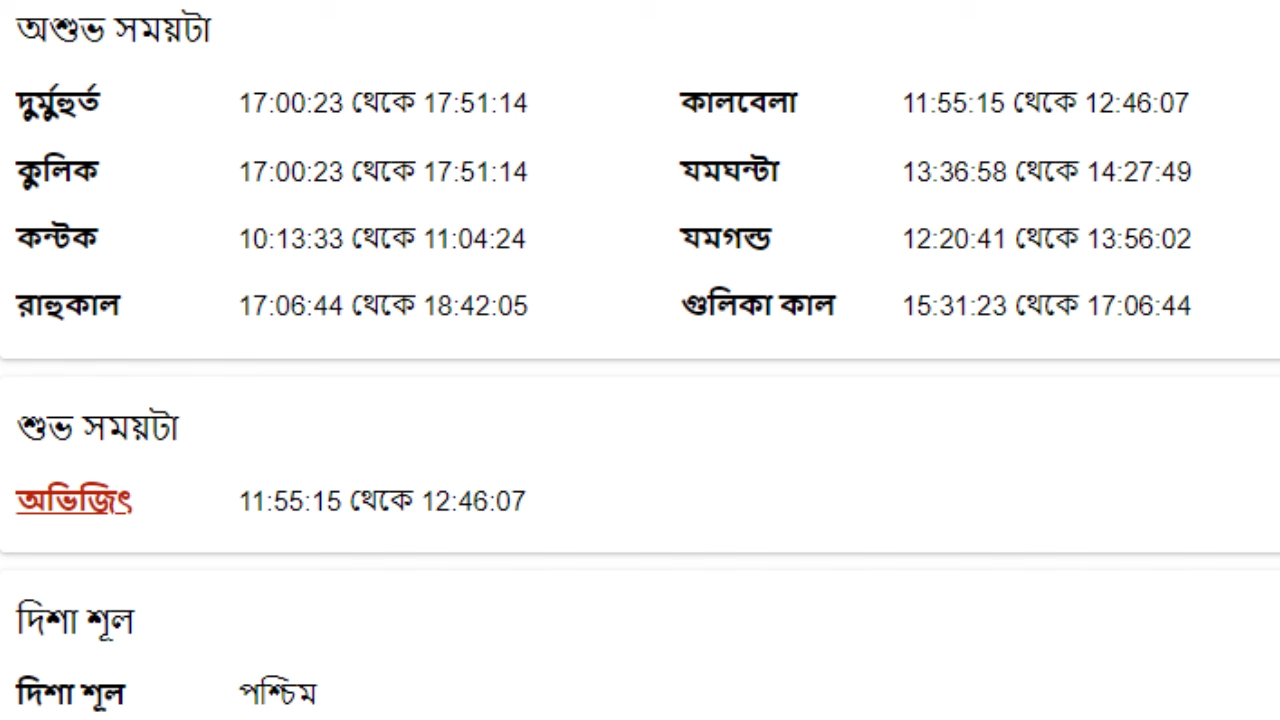 অশুভ সময়টা
দুর্মুহুর্ত 17:00:23 থেকে 17:51:14 কালবেলা 11:55:15 থেকে 12:46:07
কুলিক 17:00:23 থেকে 17:51:14 যমঘন্টা 13:36:58 থেকে 14:27:49
কন্টক 10:13:33 থেকে 11:04:24 যমগন্ড 12:20:41 থেকে 13:56:02
রাহুকাল 17:06:44 থেকে 18:42:05 গুলিকা কাল 15:31:23 থেকে 17:06:44
শুভ সময়টা
অভিজিৎ 11:55:15 থেকে 12:46:07
দিশা শূল
দিশা শূল পশ্চিম